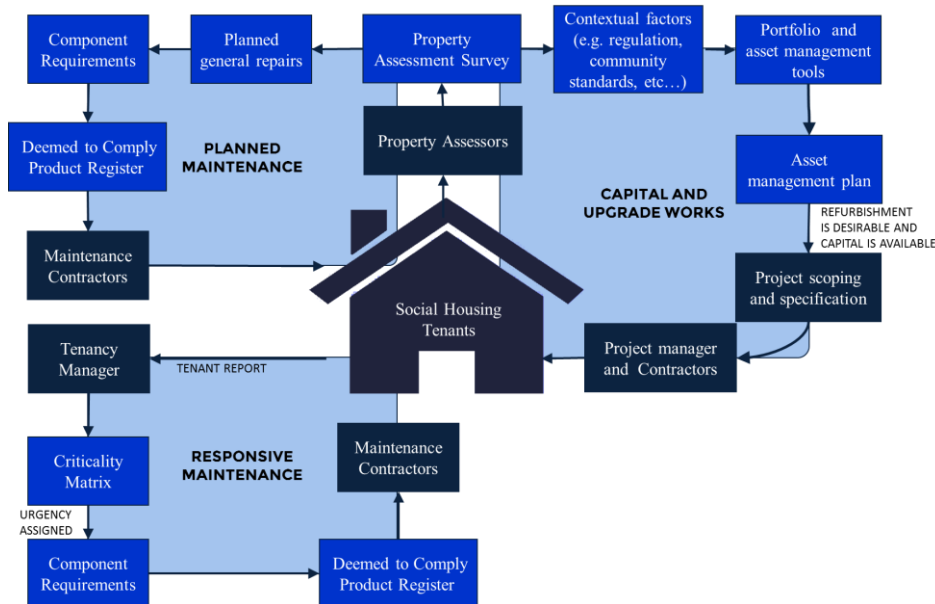 Component
Requirements
Planned
general repairs
Property
Assessment Survey
Contextual factors
(e.g. regulation,
community
standards, etc...)
Portfolio and
asset management
tools
Deemed to Comply
Product Register
PLANNED
MAINTENANCE
Property Assessors
CAPITAL AND
UPGRADE WORKS
Asset
management plan
REFURBISHMENT
IS DESIRABLE AND
CAPITAL IS AVAILABLE
Maintenance
Contractors
Project scoping
and specification
Social Housing
Tenants
Tenancy
Manager
TENANT REPORT
Project manager
and Contractors
Criticality
Matrix
RESPONSIVE
MAINTENANCE
Maintenance
Contractors
URGENCY
ASSIGNED
Component
Requirements
Deemed to Comply
Product Register